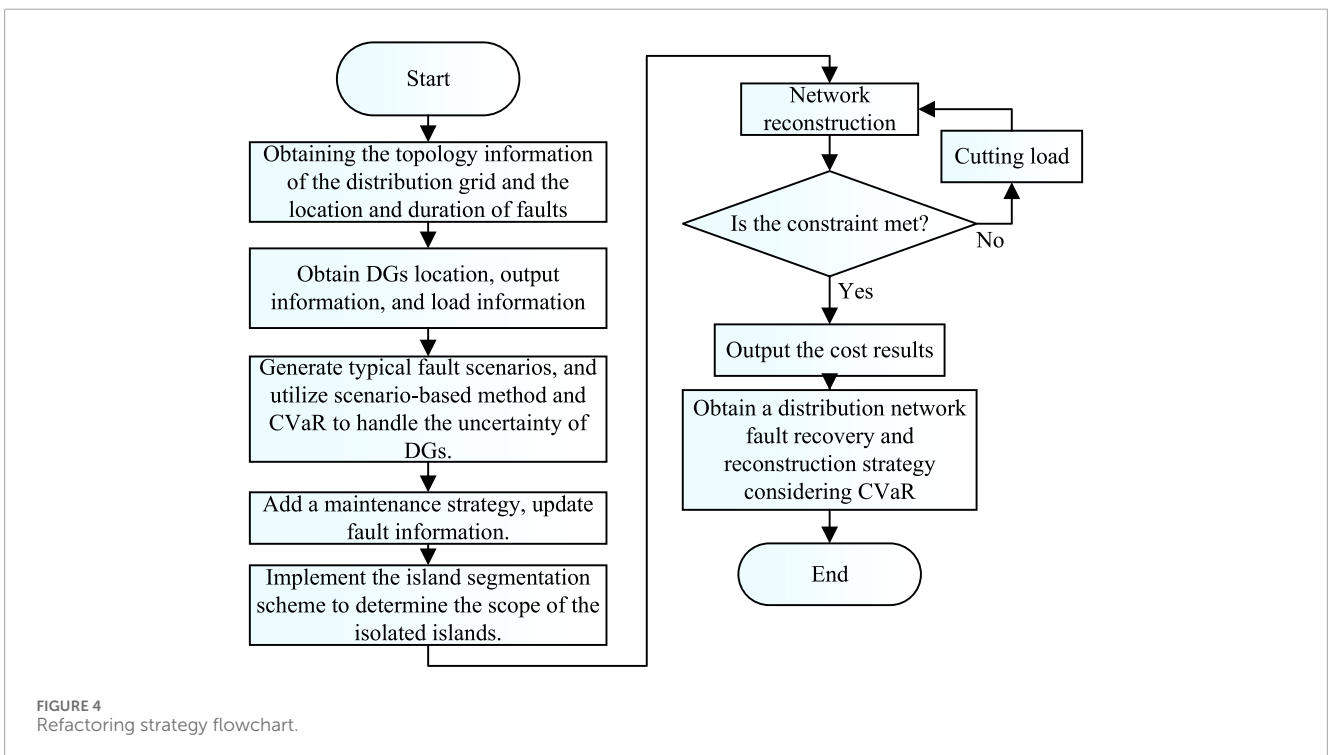 Start
Obtaining the topology information
of the distribution grid and the
location and duration of faults
Obtain DGs location, output
information, and load information
Generate typical fault scenarios, and
utilize scenario-based method and
CVaR to handle the uncertainty of
DGs.
Add a maintenance strategy, update
fault information.
Implement the island segmentation
scheme to determine the scope of the
isolated islands.
Network
reconstruction
Cutting load
Is the constraint met?
No
Yes
Output the cost results
Obtain a distribution network
fault recovery and
reconstruction strategy
considering CVaR
End
FIGURE 4
Refactoring strategy flowchart.